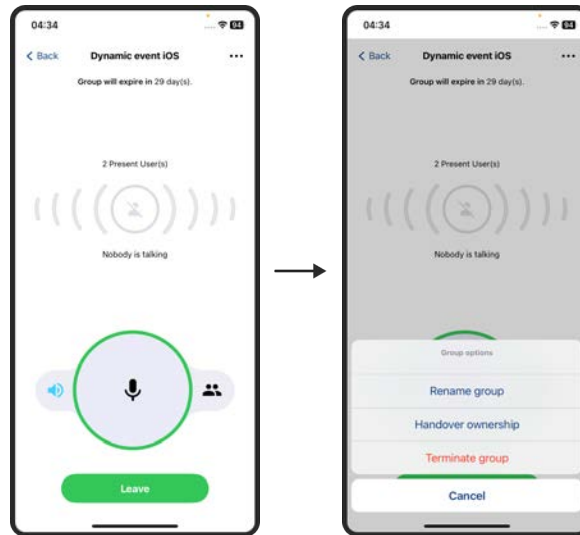 04:34
94
Back
Dynamic event iOS
Group will expire in 29 day(s).
2 Present User(s)
Nobody is talking
Leave
04:34
94
Back
Dynamic event iOS
Group will expire in 29 day(s).
2 Present User(s)
Nobody is talking
Group options
Rename group
Handover ownership
Terminate group
Cancel